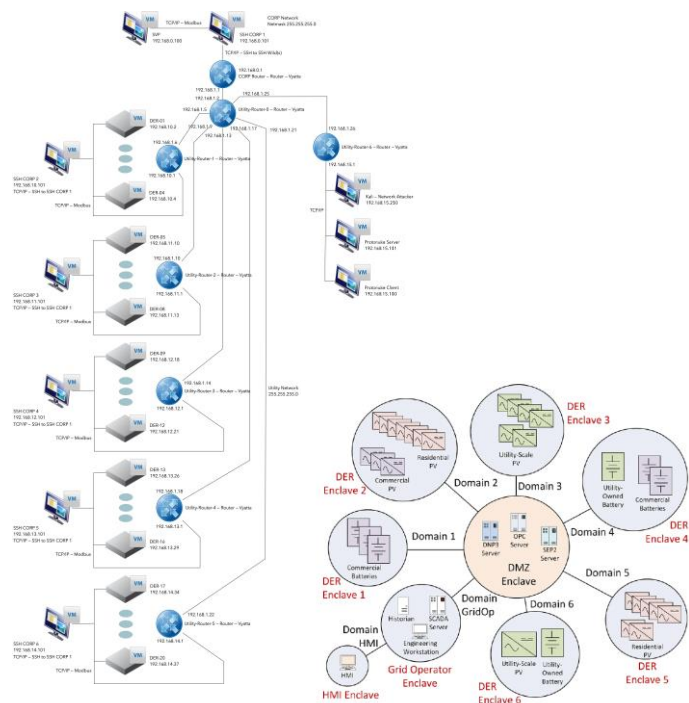 VM
TCP/IP - Modbus
VM
CORP Network
Netmask 255.255.255.0
SVP
192.168.0.100
SSH CORP 1
192.168.0.101
192.168.0.1
CORP Router – Router - Vyatta
192.168.1.1
192.168.1.2
192.168.1.25
192.168.1.5
Utility-Router-0 – Router - Vyatta
192.168.1.17
192.168.1.21
192.168.1.13
VM
DER-01
192.168.10.2
192.168.1.6
Utility-Router-1 – Router - Vyatta
192.168.10.1
VM
SSH CORP 2
192.168.10.101
TCP/IP – SSH to SSH CORP 1
TCP/IP – Modbus
VM
DER-04
192.168.10.4
192.168.1.26
Utility-Router-6 – Router - Vyatta
192.168.15.1
TCP/IP
VM
Kali – Network Attacker
192.168.15.200
VM
Protonuke Server
192.168.15.101
VM
Protonuke Client
192.168.15.100
VM
DER-05
192.168.11.10
192.168.1.10
Utility-Router-2 – Router - Vyatta
192.168.11.1
VM
SSH CORP 3
192.168.11.101
TCP/IP – SSH to SSH CORP 1
TCP/IP – Modbus
VM
DER-08
192.168.11.13
VM
DER-09
192.168.12.18
192.168.1.14
Utility-Router-3 – Router - Vyatta
192.168.12.1
VM
SSH CORP 4
192.168.12.101
TCP/IP – SSH to SSH CORP 1
TCP/IP – Modbus
VM
DER-12
192.168.12.21
Utility Network
255.255.255.0
VM
DER-13
192.168.13.26
192.168.1.18
Utility-Router-4 – Router - Vyatta
192.168.13.1
VM
SSH CORP 5
192.168.13.101
TCP/IP – SSH to SSH CORP 1
TCP/IP – Modbus
VM
DER-16
192.168.13.29
VM
DER-17
192.168.14.34
192.168.1.22
Utility-Router-5 – Router - Vyatta
192.168.14.1
VM
SSH CORP 6
192.168.14.101
TCP/IP – SSH to SSH CORP 1
TCP/IP – Modbus
VM
DER-20
192.168.14.37
DER
Enclave 2
Residential
PV
Commercial
PV
Domain 2
Utility-Scale
PV
DER
Enclave 3
Domain 3
Utility-
Owned
Battery
Commercial
Batteries
DER
Enclave 4
Domain 4
DNP3
Server
OPC
Server
SEP2
Server
DMZ
Enclave
Domain 1
Commercial
Batteries
DER
Enclave 1
Domain 5
Residential
PV
DER
Enclave 5
Domain
GridOp
Domain 6
Historian
SCADA
Server
Engineering
Workstation
Domain
HMI
Grid Operator
Enclave
HMI
HMI Enclave
Utility-Scale
PV
Utility-
Owned
Battery
DER
Enclave 6